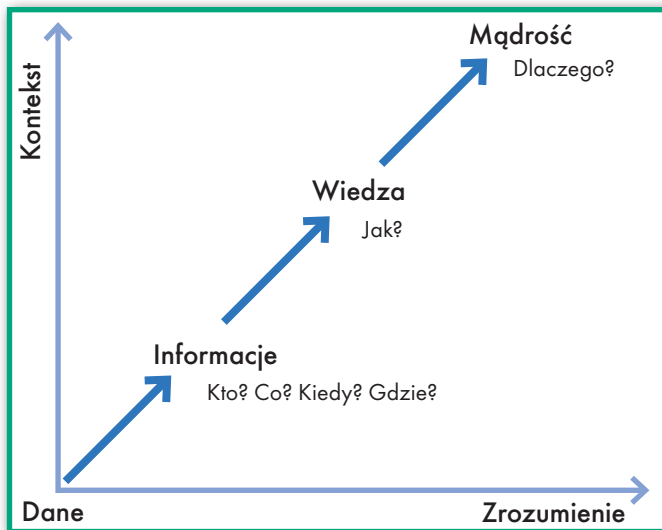 Mądrość
Dlaczego?
Kontekst
Wiedza
Jak?
Informacje
Kto? Co? Kiedy? Gdzie?
Dane
Zrozumienie